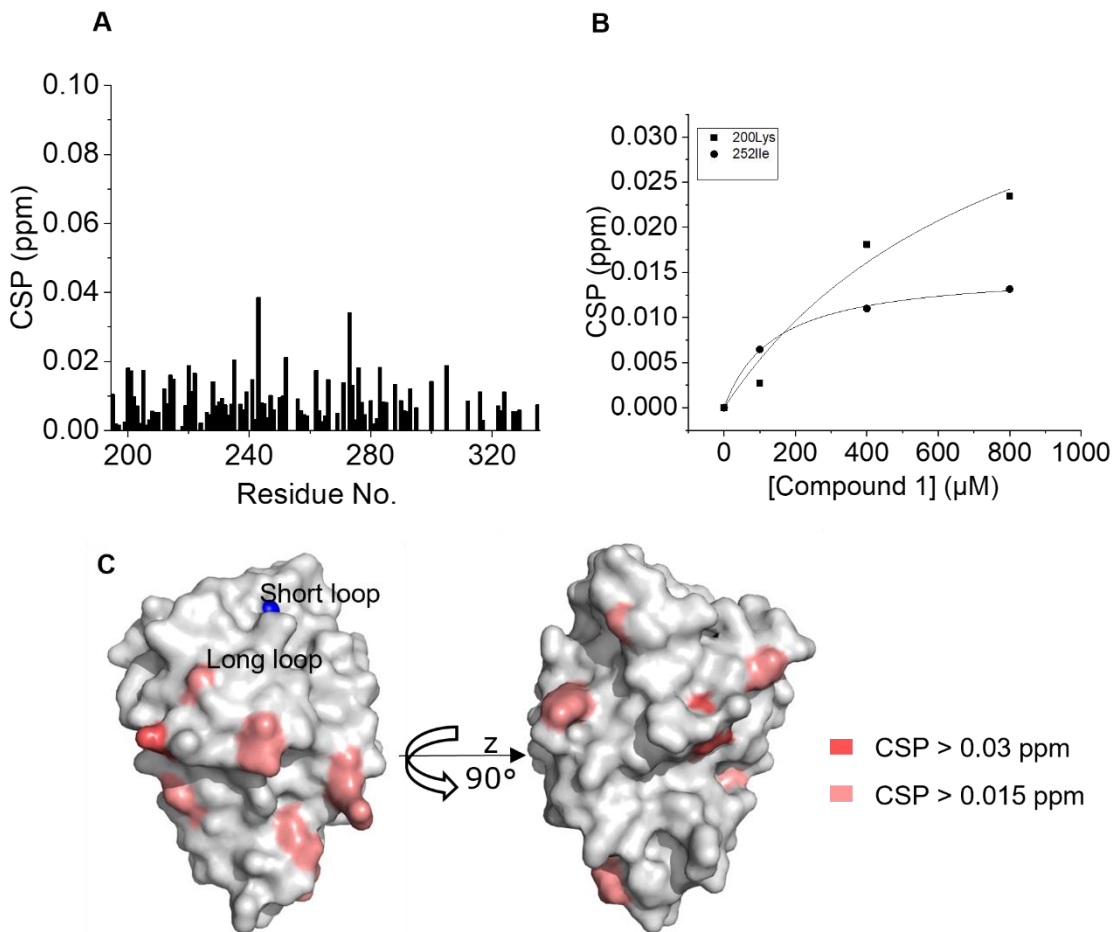 A
0.10
0.08
0.06
0.04
0.02
0.00
CSP (ppm)
200
240
280
320
Residue No.
B
200Lys
252Ile
0.030
0.025
0.020
0.015
0.010
0.005
0.000
CSP (ppm)
0
200
400
600
800
1000
[Compound 1] (µM)
C
Short loop
Long loop
z
90°
CSP > 0.03 ppm
CSP > 0.015 ppm